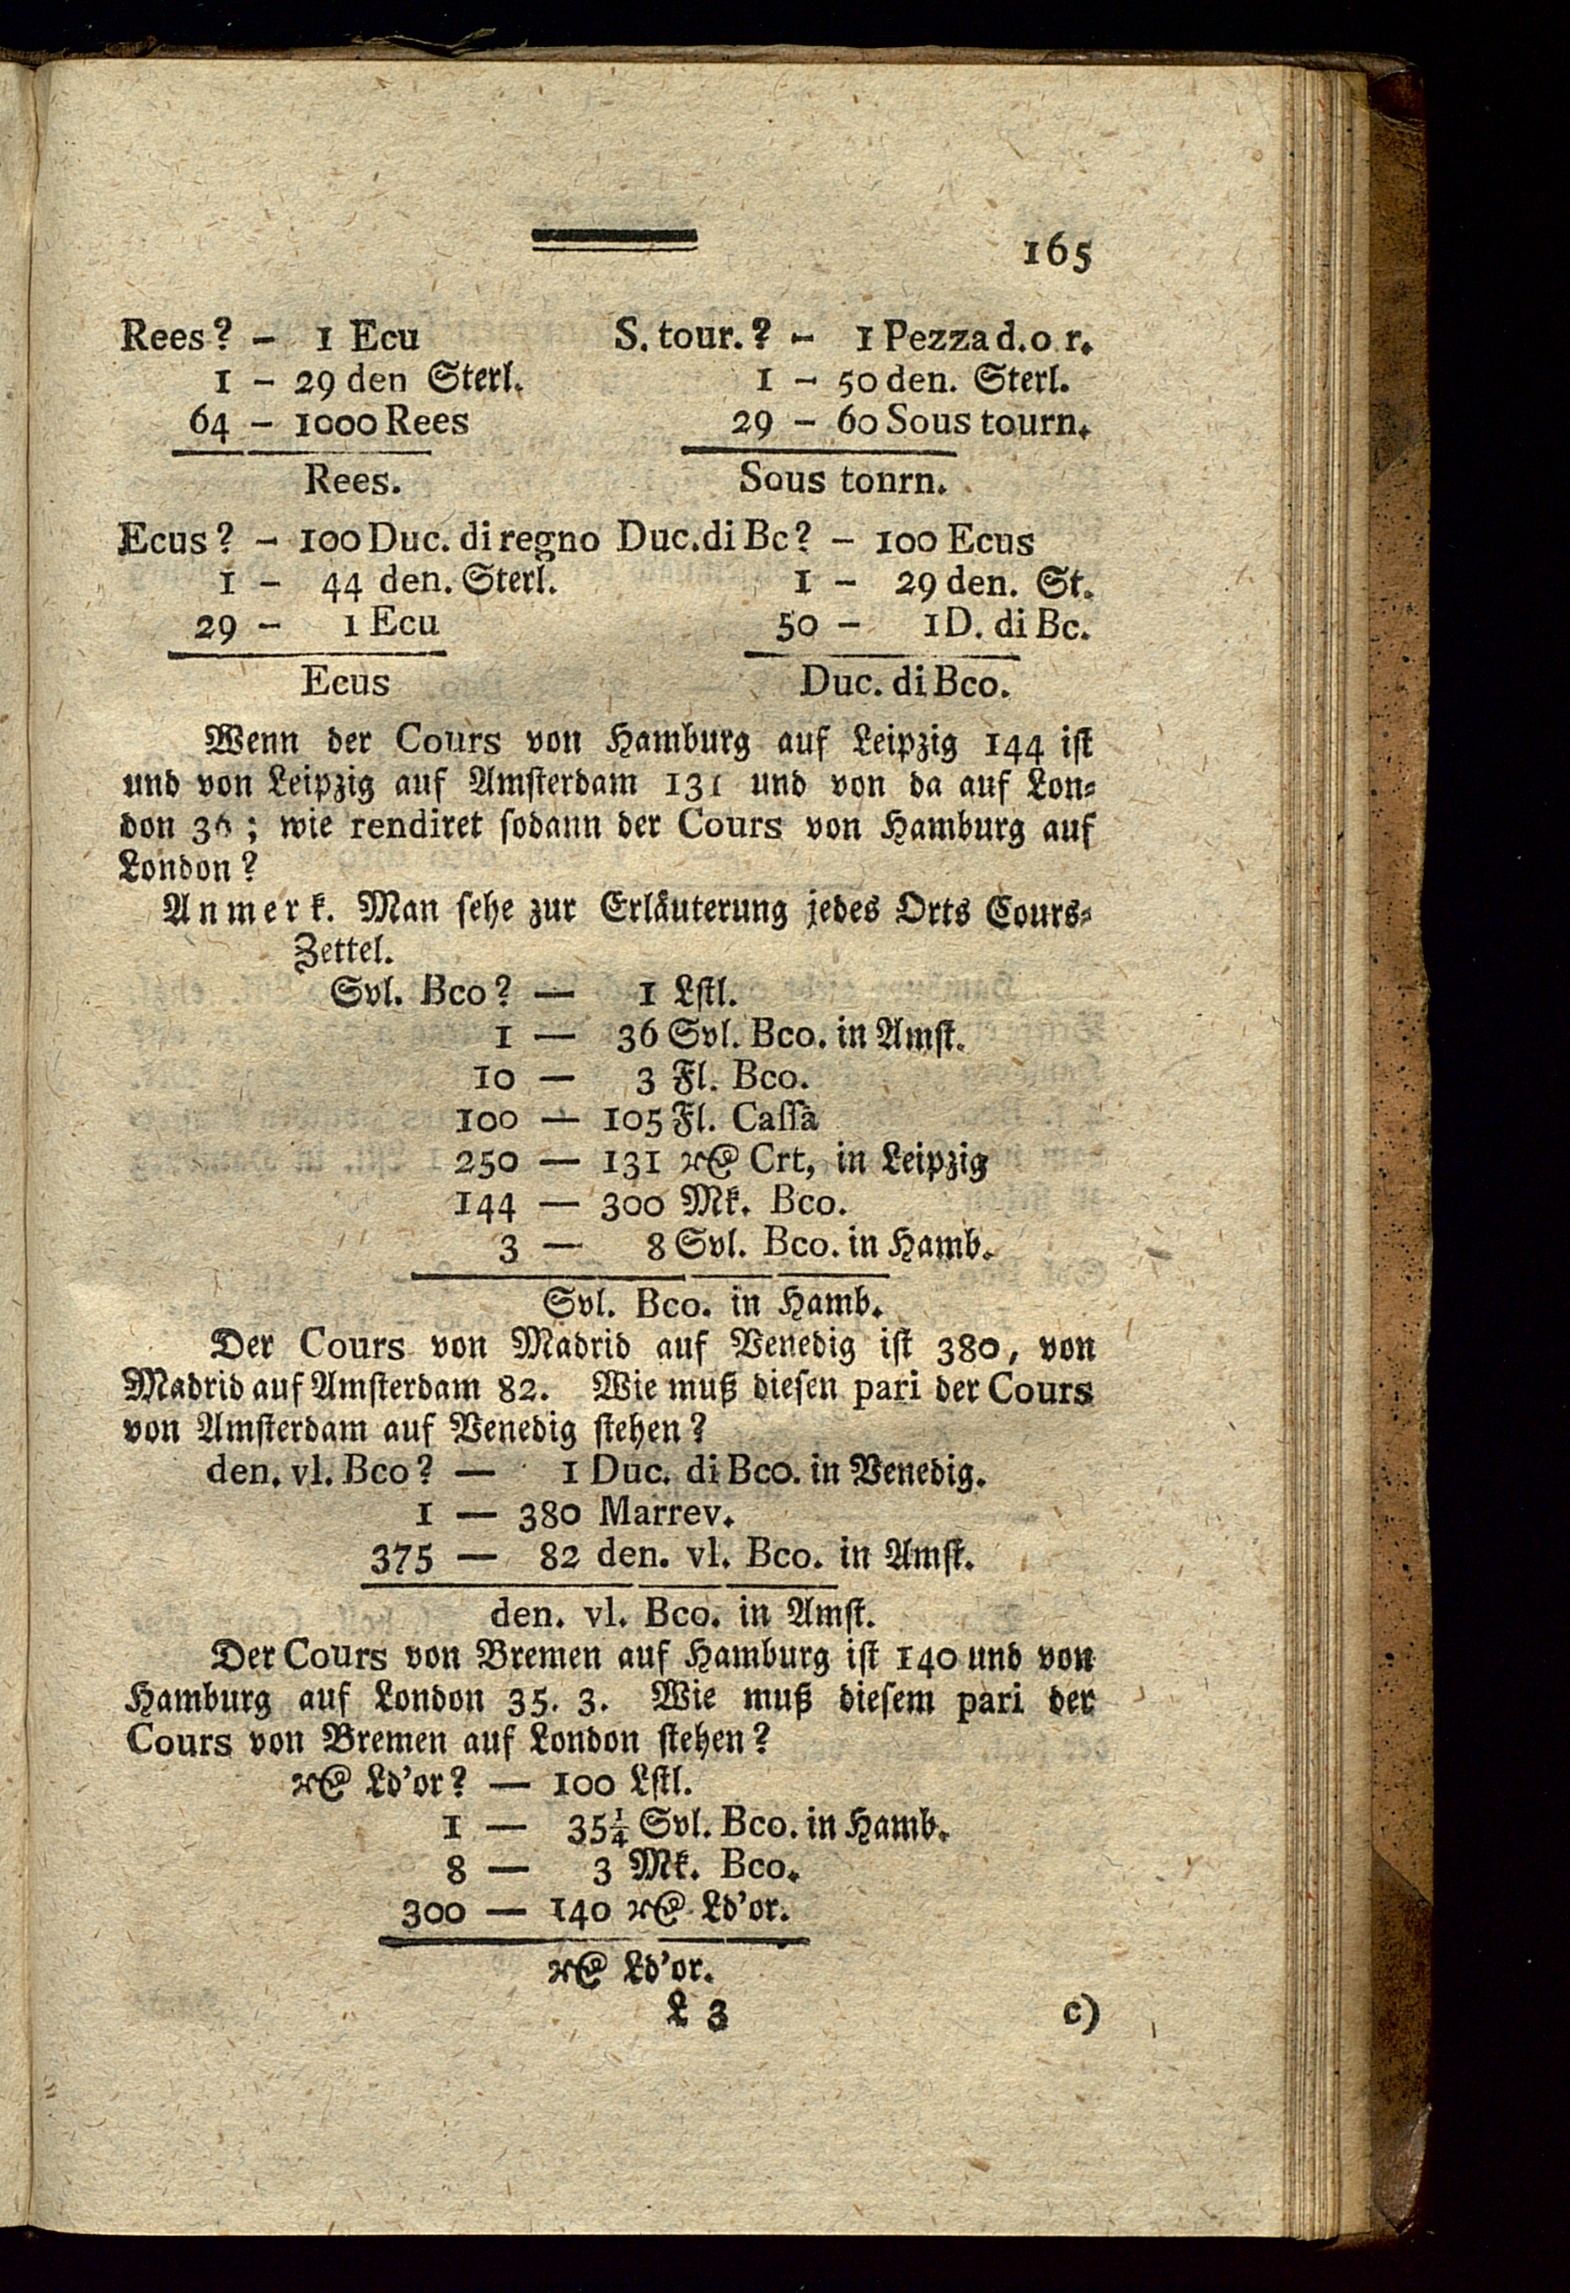 165
Rees? – 1 Ecu
1 – 29 den Sterl.
64 – 1000 Rees
Rees.
S. tour.? – 1 Pezza d. o r.
1 – 50 den. Sterl.
29 – 60 Sous tourn.
Sous tonrn.
Ecus? – 100 Duc. di regno
1 – 44 den. Sterl.
29 – 1 Ecu
Ecus
Duc. di Bc? – 100 Ecus
1 – 29 den. St.
50 – 1 D. di Bc.
Duc. di Bco.
Wenn der Cours von Hamburg auf Leipzig 144 ist
und von Leipzig auf Amsterdam 131 und von da auf Lon-
don 36; wie rendiret sodann der Cours von Hamburg auf
London?
Anmerk. Man sehe zur Erläuterung jedes Orts Cours-
Zettel.
Svl. Bco? — 1 Lstl.
1 — 36 Svl. Bco. in Amst.
10 — 3 Fl. Bco.
100 — 105 Fl. Cassà
250 — 131 rE Crt, in Leipzig
144 — 300 Mk. Bco.
3 — 8 Svl. Bco. in Hamb.
Svl. Bco. in Hamb.
Der Cours von Madrid auf Venedig ist 380, von
Madrid auf Amsterdam 82. Wie muß diesen pari der Cours
von Amsterdam auf Venedig stehen?
den. vl. Bco? — 1 Duc. di Bco. in Venedig.
1 — 380 Marrev.
375 — 82 den. vl. Bco. in Amst.
den. vl. Bco. in Amst.
Der Cours von Bremen auf Hamburg ist 140 und von
Hamburg auf London 35. 3. Wie muß diesem pari der
Cours von Bremen auf London stehen?
rE Ld'or? — 100 Lstl.
1 — 35¼ Svl. Bco. in Hamb.
8 — 3 Mk. Bco.
300 — 140 rE Ld'or.
rE Ld'or.
L 3 c)